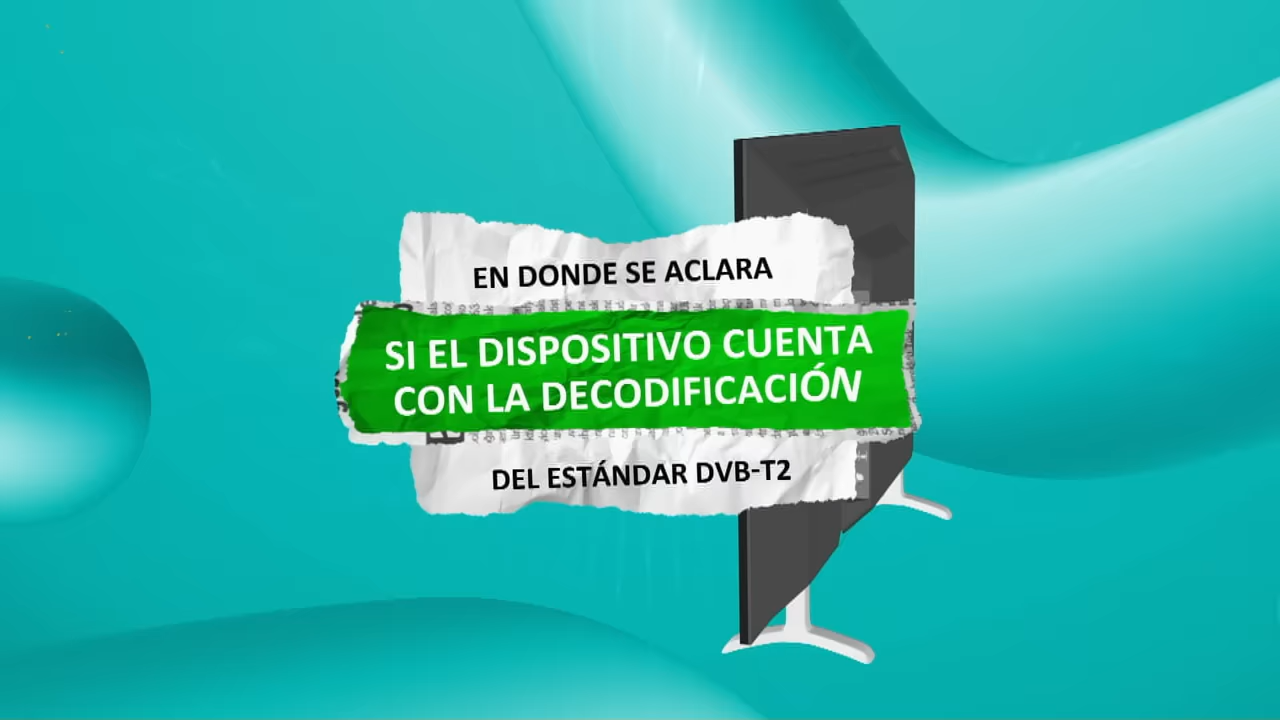 EN DONDE SE ACLARA
SI EL DISPOSITIVO CUENTA
CON LA DECODIFICACIÓN
DEL ESTÁNDAR DVB-T2